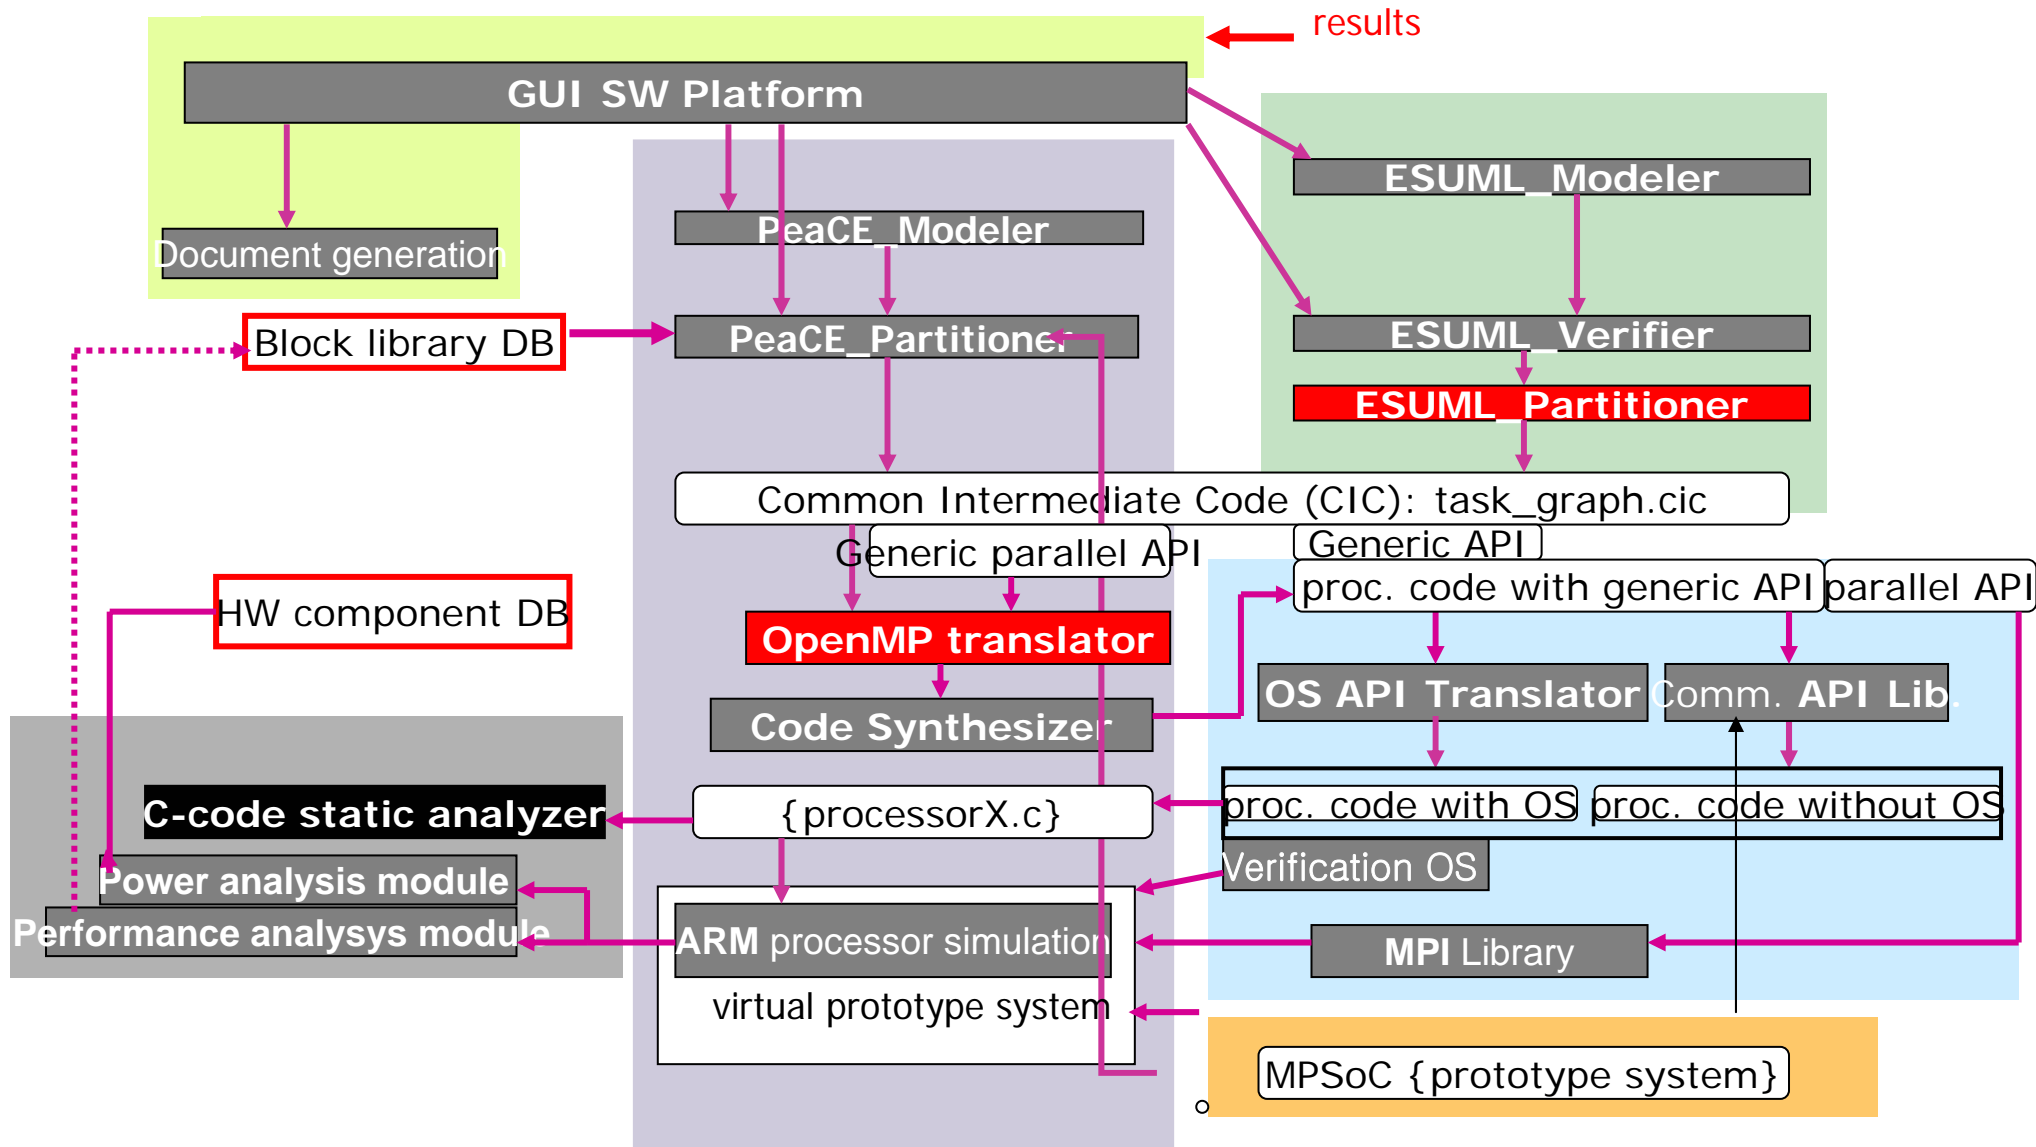 results
GUI SW Platform
ESUML_Modeler
PeaCE_Modeler
Document generation
Block library DB
PeaCE_Partitioner
ESUML_Verifier
ESUML_Partitioner
Common Intermediate Code (CIC): task_graph.cic
Generic parallel API
Generic API
proc. code with generic API
parallel API
HW component DB
OpenMP translator
OS API Translator
Comm. API Lib.
Code Synthesizer
C-code static analyzer
{processorX.c}
proc. code with OS
proc. code without OS
Verification OS
Power analysis module
Performance analysys module
ARM processor simulation
MPI Library
virtual prototype system
MPSoC {prototype system}